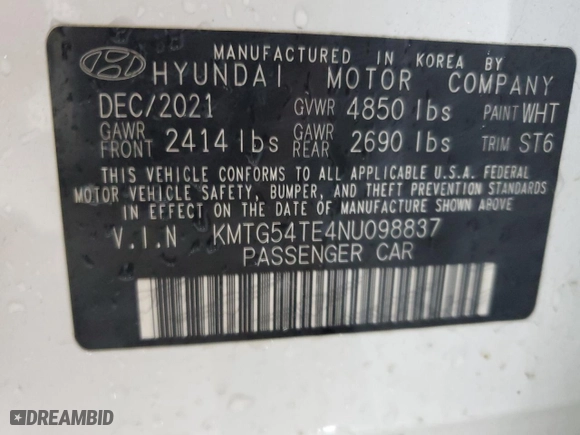 MANUFACTURED IN KOREA BY
HYUNDAI MOTOR COMPANY
DEC/2021 GVWR 4850 lbs PAINT WHT
GAWR FRONT 2414 lbs GAWR REAR 2690 lbs TRIM ST6
THIS VEHICLE CONFORMS TO ALL APPLICABLE U.S.A. FEDERAL
MOTOR VEHICLE SAFETY, BUMPER, AND THEFT PREVENTION STANDARDS
IN EFFECT ON THE DATE OF MANUFACTURE SHOWN ABOVE.
V.I.N KMTG54TE4NU098837
PASSENGER CAR
DREAMBID